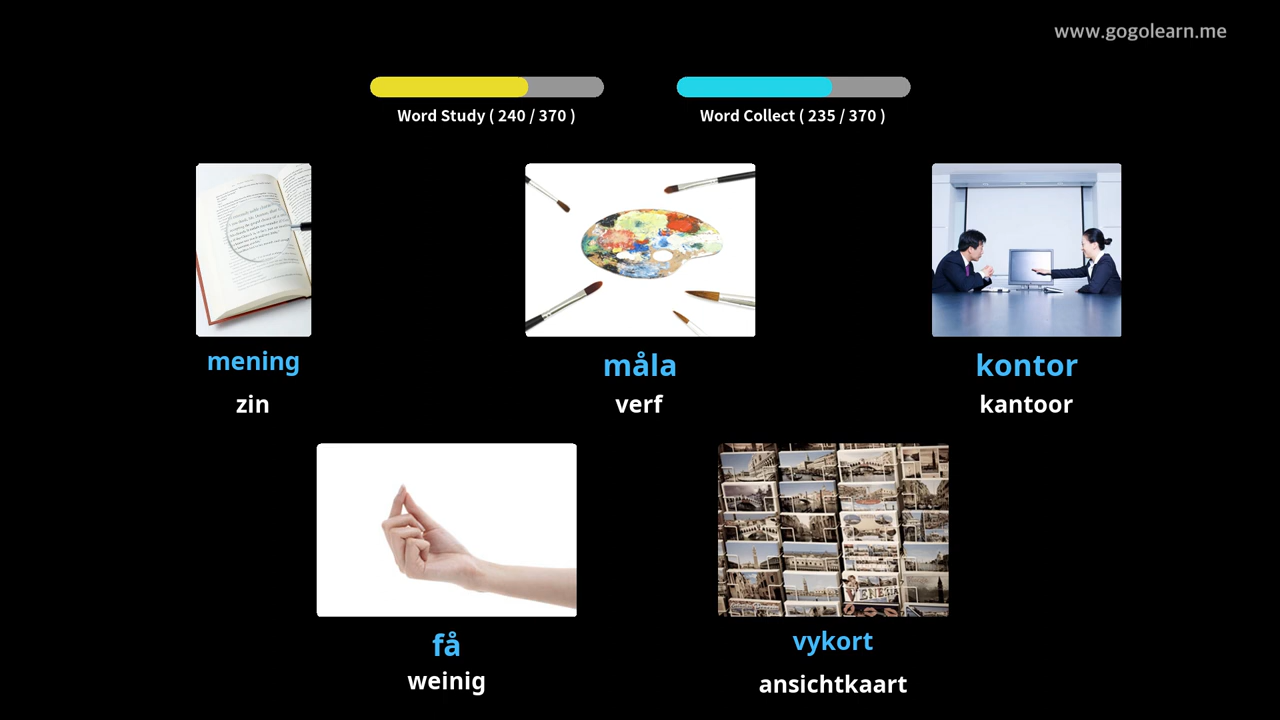 www.gogolearn.me
Word Study ( 240 / 370 )
Word Collect ( 235 / 370 )
mening
måla
kontor
zin
verf
kantoor
få
vykort
weinig
ansichtkaart